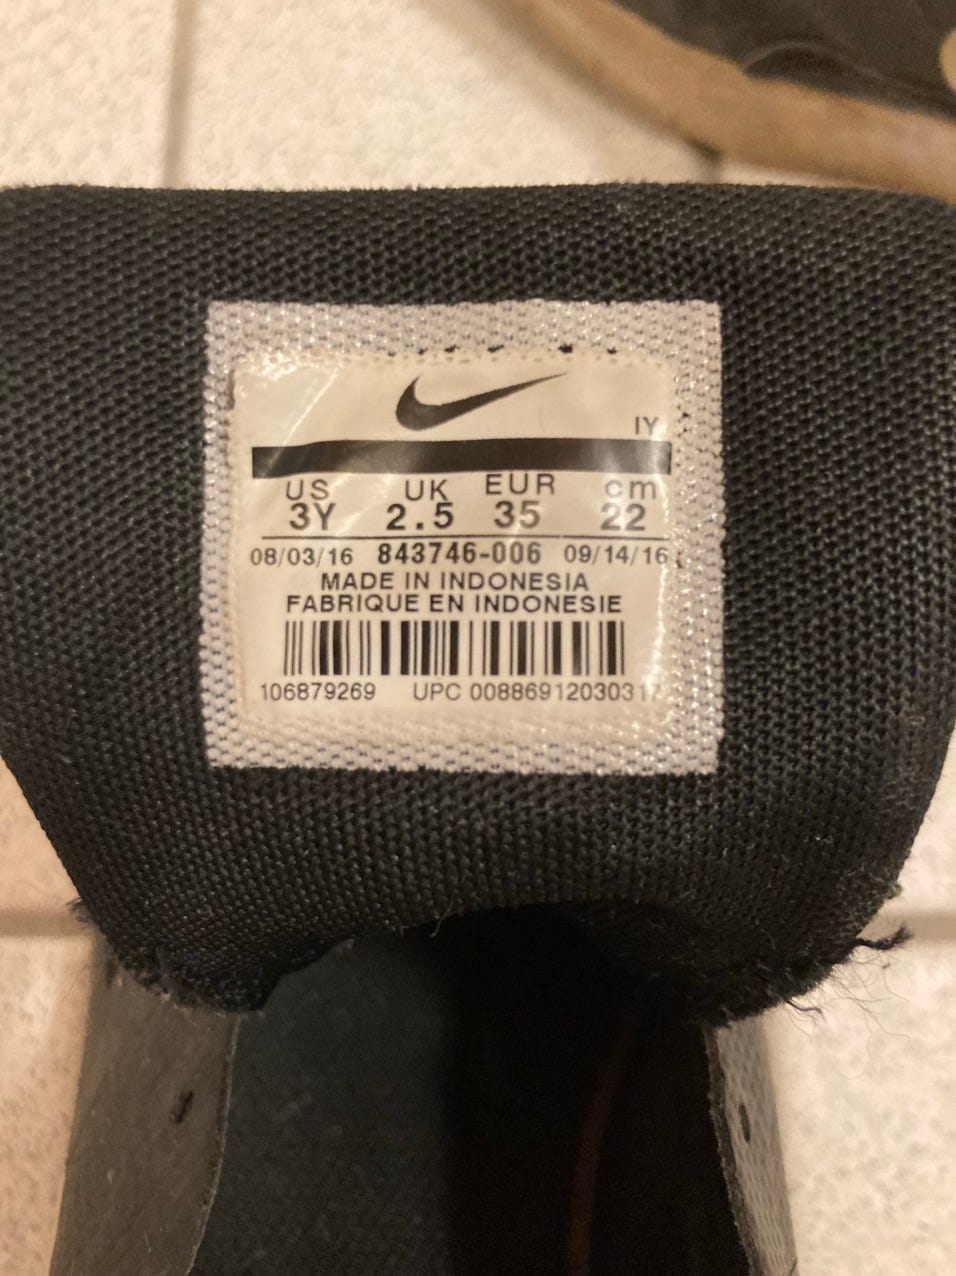 IY
US UK EUR cm
3Y 2.5 35 22
08/03/16 843746-006 09/14/16
MADE IN INDONESIA
FABRIQUE EN INDONESIE
106879269 UPC 00886912030317